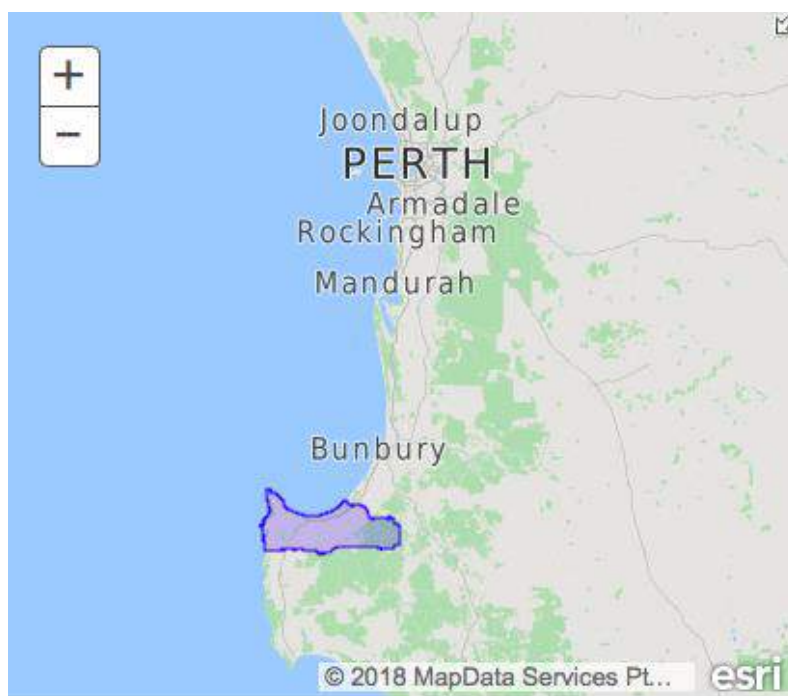 +
−
Joondalup
PERTH
Armadale
Rockingham
Mandurah
Bunbury
© 2018 MapData Services Pt... esri